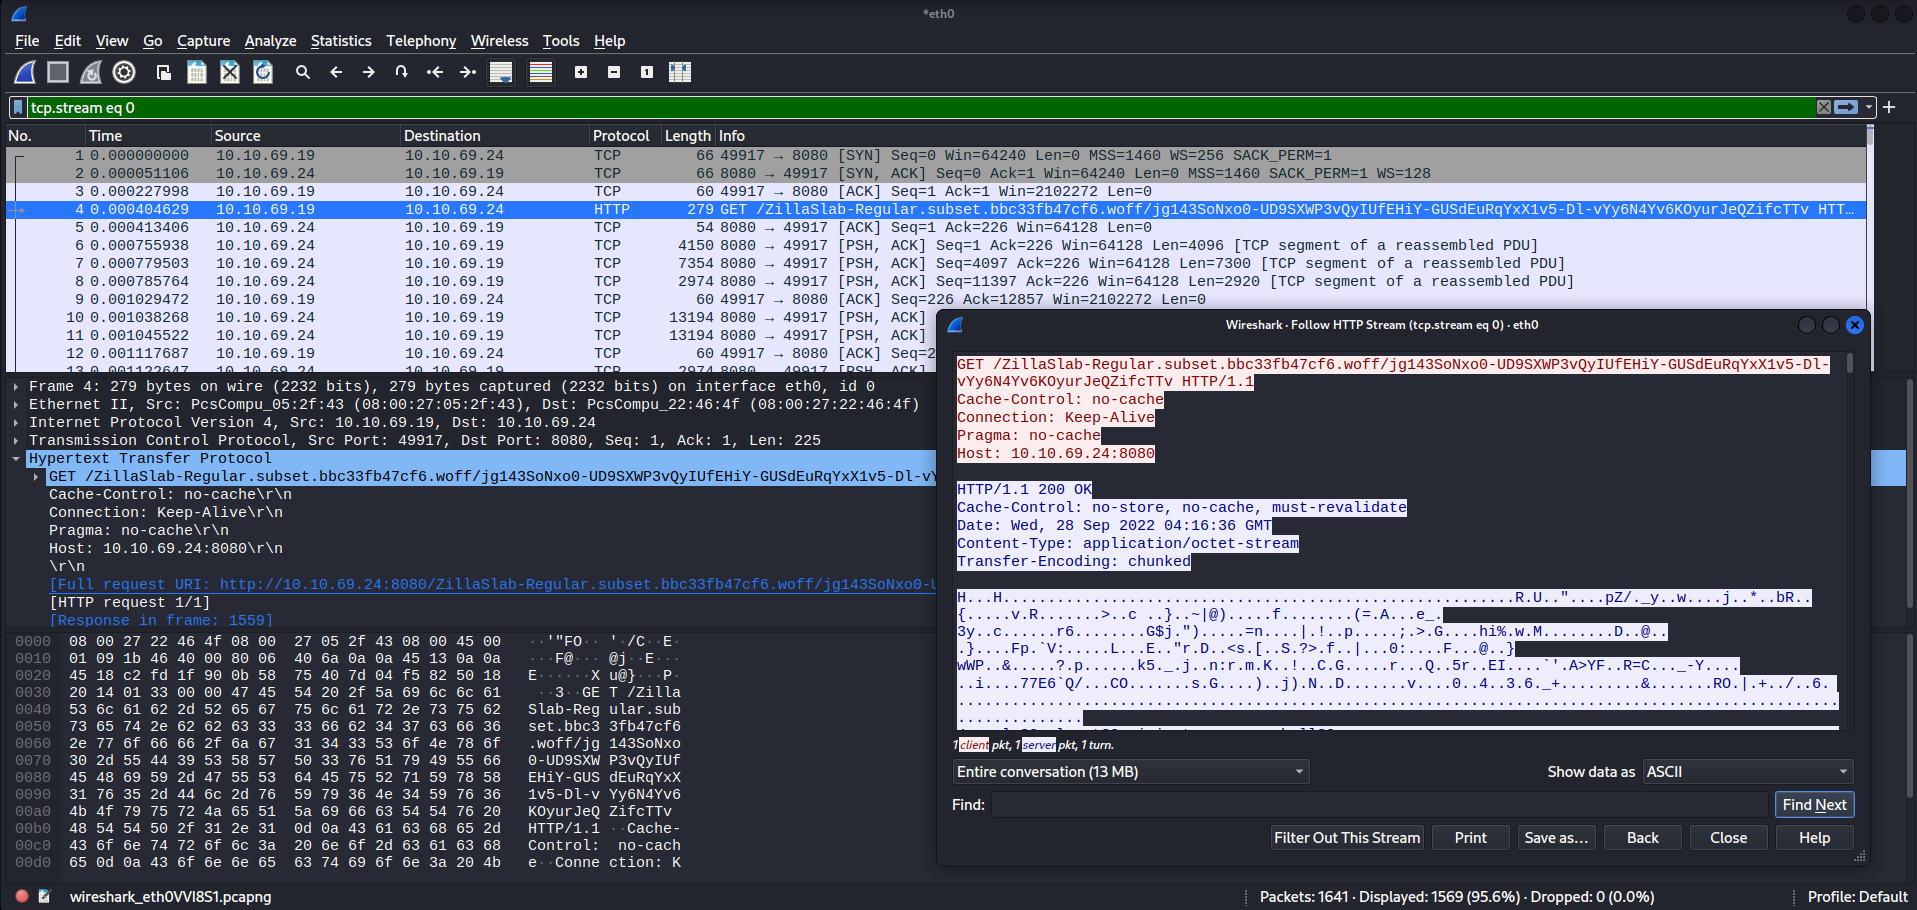 *eth0
File Edit View Go Capture Analyze Statistics Telephony Wireless Tools Help
tcp.stream eq 0
No. Time Source Destination Protocol Length Info
1 0.000000000 10.10.69.19 10.10.69.24 TCP 66 49917 → 8080 [SYN] Seq=0 Win=64240 Len=0 MSS=1460 WS=256 SACK_PERM=1
2 0.000051106 10.10.69.24 10.10.69.19 TCP 66 8080 → 49917 [SYN, ACK] Seq=0 Ack=1 Win=64240 Len=0 MSS=1460 SACK_PERM=1 WS=128
3 0.000227998 10.10.69.19 10.10.69.24 TCP 60 49917 → 8080 [ACK] Seq=1 Ack=1 Win=2102272 Len=0
4 0.000404629 10.10.69.19 10.10.69.24 HTTP 279 GET /ZillaSlab-Regular.subset.bbc33fb47cf6.woff/jg143SoNxo0-UD9SXWP3vQyIUfEHiY-GUSdEuRqYxX1v5-Dl-vYy6N4Yv6KOyurJeQZifcTTv HTT…
5 0.000413406 10.10.69.24 10.10.69.19 TCP 54 8080 → 49917 [ACK] Seq=1 Ack=226 Win=64128 Len=0
6 0.000755938 10.10.69.24 10.10.69.19 TCP 4150 8080 → 49917 [PSH, ACK] Seq=1 Ack=226 Win=64128 Len=4096 [TCP segment of a reassembled PDU]
7 0.000779503 10.10.69.24 10.10.69.19 TCP 7354 8080 → 49917 [PSH, ACK] Seq=4097 Ack=226 Win=64128 Len=7300 [TCP segment of a reassembled PDU]
8 0.000785764 10.10.69.24 10.10.69.19 TCP 2974 8080 → 49917 [PSH, ACK] Seq=11397 Ack=226 Win=64128 Len=2920 [TCP segment of a reassembled PDU]
9 0.001029472 10.10.69.19 10.10.69.24 TCP 60 49917 → 8080 [ACK] Seq=226 Ack=12857 Win=2102272 Len=0
10 0.001038268 10.10.69.24 10.10.69.19 TCP 13194 8080 → 49917 [PSH, ACK]
11 0.001045522 10.10.69.24 10.10.69.19 TCP 13194 8080 → 49917 [PSH, ACK]
12 0.001117687 10.10.69.19 10.10.69.24 TCP 60 49917 → 8080 [ACK] Seq=2
13 0.001122647 10.10.69.24 10.10.69.19 TCP 2974 8080 → 49917 [PSH, ACK]
Frame 4: 279 bytes on wire (2232 bits), 279 bytes captured (2232 bits) on interface eth0, id 0
Ethernet II, Src: PcsCompu_05:2f:43 (08:00:27:05:2f:43), Dst: PcsCompu_22:46:4f (08:00:27:22:46:4f)
Internet Protocol Version 4, Src: 10.10.69.19, Dst: 10.10.69.24
Transmission Control Protocol, Src Port: 49917, Dst Port: 8080, Seq: 1, Ack: 1, Len: 225
Hypertext Transfer Protocol
GET /ZillaSlab-Regular.subset.bbc33fb47cf6.woff/jg143SoNxo0-UD9SXWP3vQyIUfEHiY-GUSdEuRqYxX1v5-Dl-vY
Cache-Control: no-cache\r\n
Connection: Keep-Alive\r\n
Pragma: no-cache\r\n
Host: 10.10.69.24:8080\r\n
\r\n
[Full request URI: http://10.10.69.24:8080/ZillaSlab-Regular.subset.bbc33fb47cf6.woff/jg143SoNxo0-U
[HTTP request 1/1]
[Response in frame: 1559]
0000 08 00 27 22 46 4f 08 00 27 05 2f 43 08 00 45 00 ··'"FO·· '·/C··E·
0010 01 09 1b 46 40 00 80 06 40 6a 0a 0a 45 13 0a 0a ···F@··· @j··E···
0020 45 18 c2 fd 1f 90 0b 58 75 40 7d 04 f5 82 50 18 E······X u@}···P·
0030 20 14 01 33 00 00 47 45 54 20 2f 5a 69 6c 6c 61 ··3··GE T /Zilla
0040 53 6c 61 62 2d 52 65 67 75 6c 61 72 2e 73 75 62 Slab-Reg ular.sub
0050 73 65 74 2e 62 62 63 33 33 66 62 34 37 63 66 36 set.bbc3 3fb47cf6
0060 2e 77 6f 66 66 2f 6a 67 31 34 33 53 6f 4e 78 6f .woff/jg 143SoNxo
0070 30 2d 55 44 39 53 58 57 50 33 76 51 79 49 55 66 0-UD9SXW P3vQyIUf
0080 45 48 69 59 2d 47 55 53 64 45 75 52 71 59 78 58 EHiY-GUS dEuRqYxX
0090 31 76 35 2d 44 6c 2d 76 59 79 36 4e 34 59 76 36 1v5-Dl-v Yy6N4Yv6
00a0 4b 4f 79 75 72 4a 65 51 5a 69 66 63 54 54 76 20 KOyurJeQ ZifcTTv
00b0 48 54 54 50 2f 31 2e 31 0d 0a 43 61 63 68 65 2d HTTP/1.1 ··Cache-
00c0 43 6f 6e 74 72 6f 6c 3a 20 6e 6f 2d 63 61 63 68 Control: no-cach
00d0 65 0d 0a 43 6f 6e 6e 65 63 74 69 6f 6e 3a 20 4b e··Conne ction: K
Wireshark · Follow HTTP Stream (tcp.stream eq 0) · eth0
GET /ZillaSlab-Regular.subset.bbc33fb47cf6.woff/jg143SoNxo0-UD9SXWP3vQyIUfEHiY-GUSdEuRqYxX1v5-Dl-
vYy6N4Yv6KOyurJeQZifcTTv HTTP/1.1
Cache-Control: no-cache
Connection: Keep-Alive
Pragma: no-cache
Host: 10.10.69.24:8080
HTTP/1.1 200 OK
Cache-Control: no-store, no-cache, must-revalidate
Date: Wed, 28 Sep 2022 04:16:36 GMT
Content-Type: application/octet-stream
Transfer-Encoding: chunked
H...H.........................................................R.U.."....pZ/._y..w....j..*..bR..
{.....v.R.......>..c ..}..~|@).....f........(=.A...e_.
3y..c......r6........G$j.").....=n....|.!..p.....;.>.G....hi%.w.M........D..@..
.}....Fp.`V:.....L...E.."r.D..<s.[..S.?>.f..|...0:....F...@..}
wWP..&.....?.p......k5._.j..n:r.m.K..!..C.G.....r...Q..5r..EI....`'.A>YF..R=C..._-Y....
..i....77E6`Q/...CO.......s.G....)..j).N..D.......v....0..4..3.6._+.........&.......RO.|.+../..6.
1 client pkt, 1 server pkt, 1 turn.
Entire conversation (13 MB) Show data as ASCII
Find: Find Next
Filter Out This Stream Print Save as… Back Close Help
wireshark_eth0VVI8S1.pcapng Packets: 1641 · Displayed: 1569 (95.6%) · Dropped: 0 (0.0%) Profile: Default